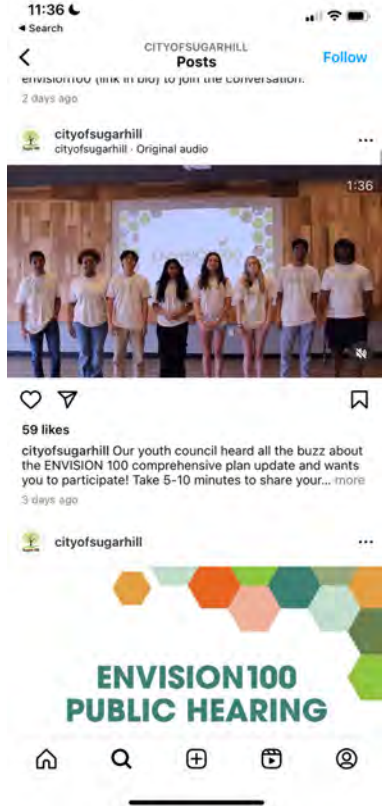 11:36
Search
CITYOFSUGARHILL
Posts
Follow
envision100 (link in bio) to join the conversation.
2 days ago
cityofsugarhill
cityofsugarhill · Original audio
1:36
ENVISION100
59 likes
cityofsugarhill Our youth council heard all the buzz about
the ENVISION 100 comprehensive plan update and wants
you to participate! Take 5-10 minutes to share your... more
3 days ago
cityofsugarhill
ENVISION100
PUBLIC HEARING